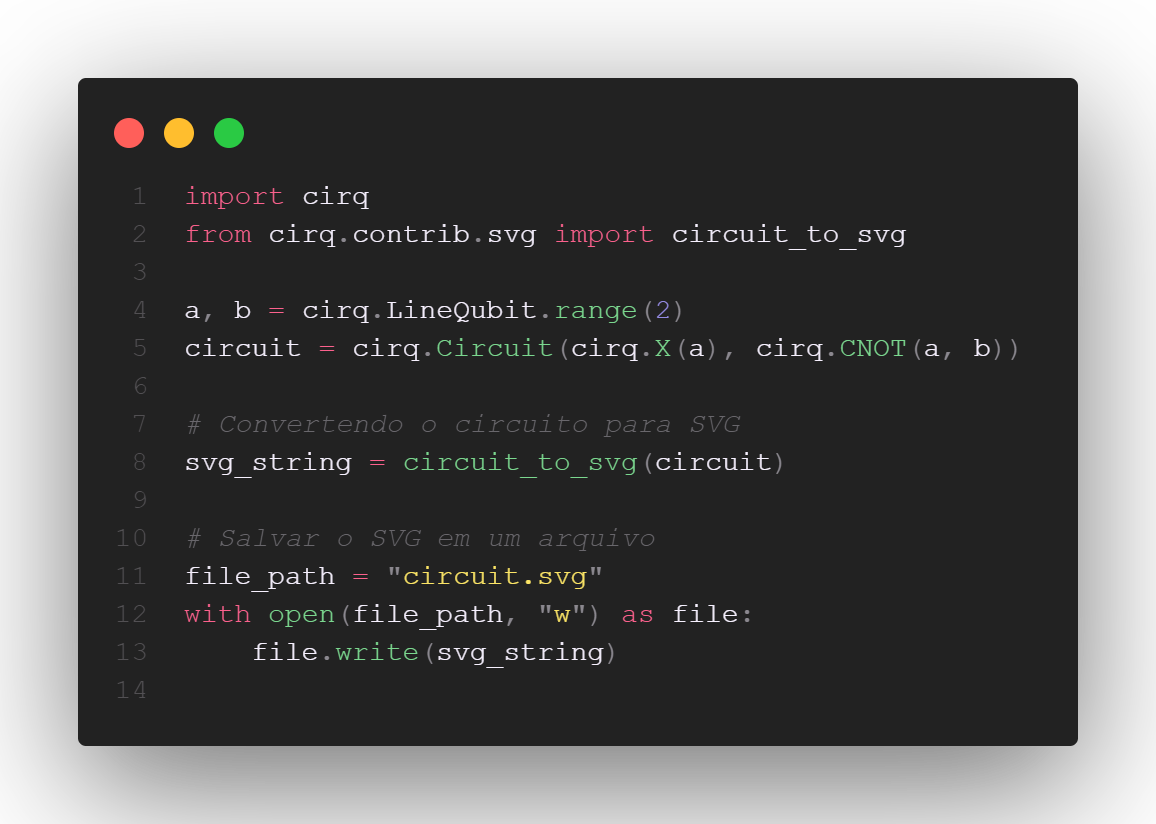 1 import cirq
2 from cirq.contrib.svg import circuit_to_svg
3
4 a, b = cirq.LineQubit.range(2)
5 circuit = cirq.Circuit(cirq.X(a), cirq.CNOT(a, b))
6
7 # Convertendo o circuito para SVG
8 svg_string = circuit_to_svg(circuit)
9
10 # Salvar o SVG em um arquivo
11 file_path = "circuit.svg"
12 with open(file_path, "w") as file:
13     file.write(svg_string)
14